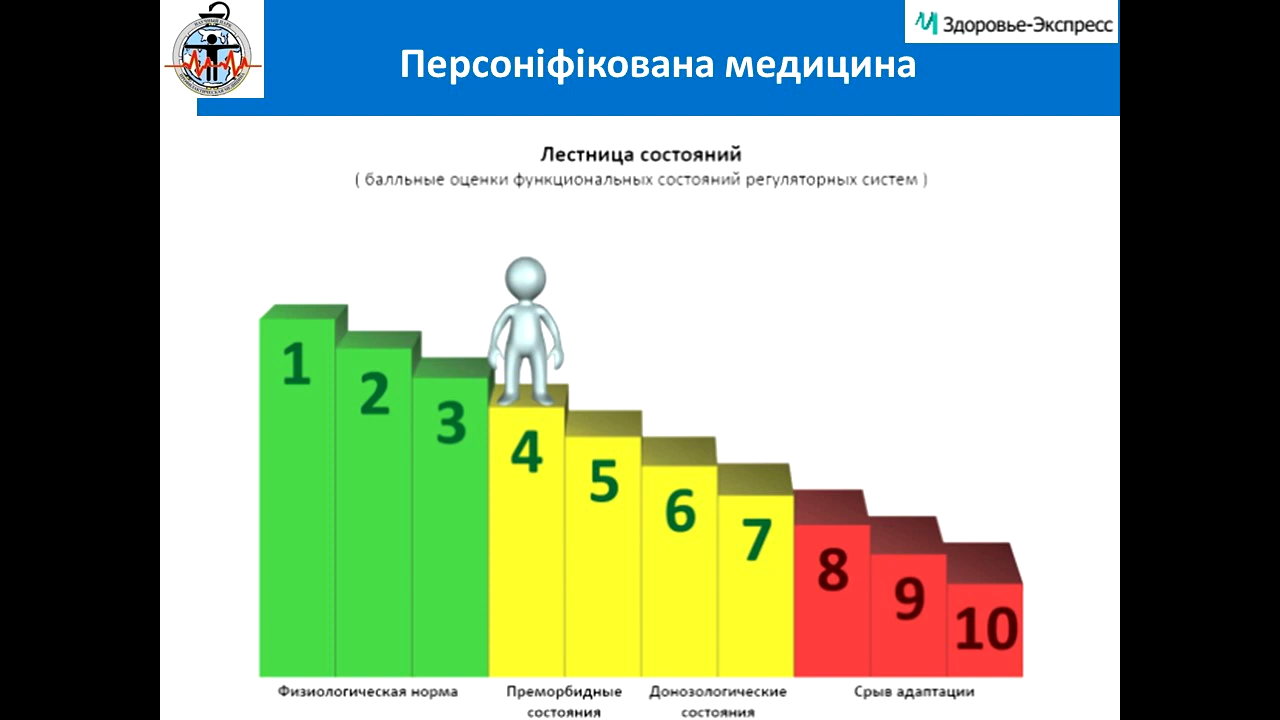 Здоровье-Экспресс
Персоніфікована медицина
Лестница состояний
( балльные оценки функциональных состояний регуляторных систем )
1
2
3
4
5
6
7
8
9
10
Физиологическая норма
Преморбидные
состояния
Донозологические
состояния
Срыв адаптации